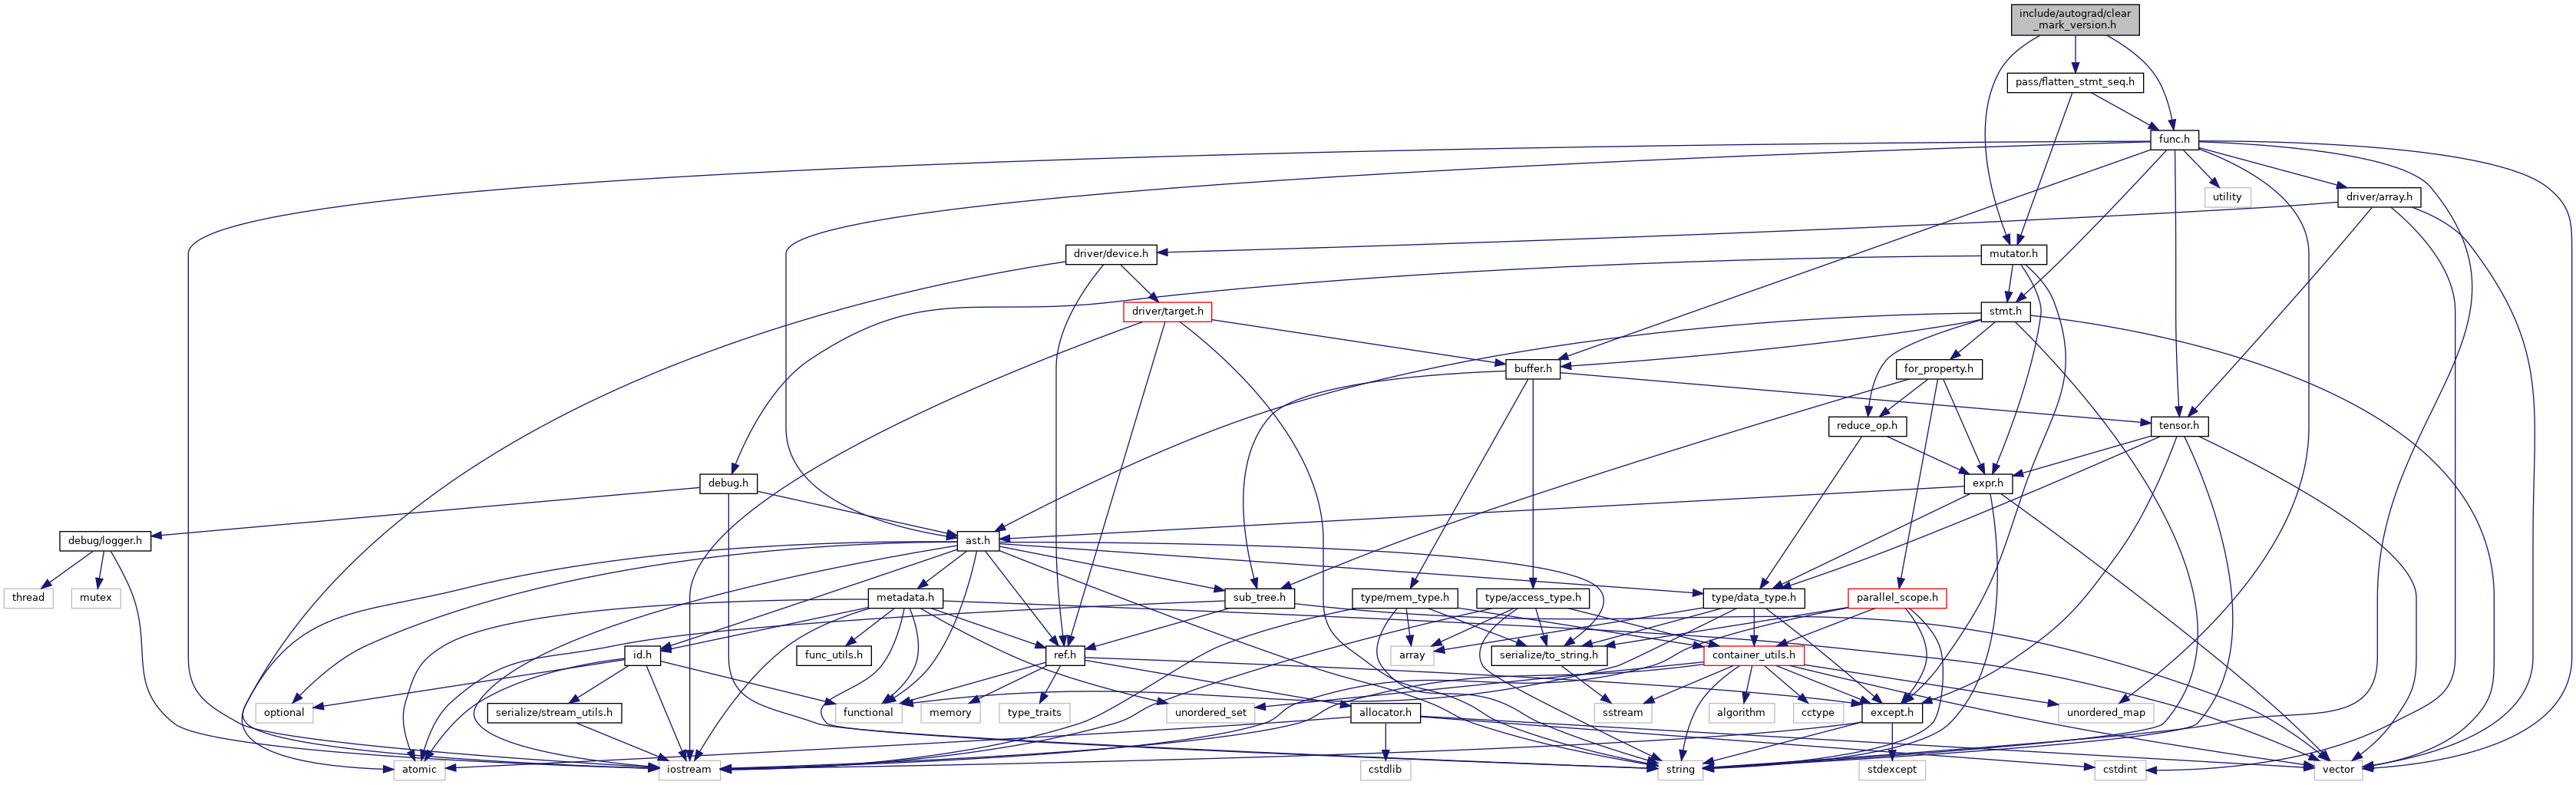 include/autograd/clear
_mark_version.h
pass/flatten_stmt_seq.h
func.h
utility
driver/array.h
driver/device.h
mutator.h
driver/target.h
stmt.h
buffer.h
for_property.h
reduce_op.h
tensor.h
debug.h
expr.h
debug/logger.h
ast.h
thread
mutex
metadata.h
sub_tree.h
type/mem_type.h
type/access_type.h
type/data_type.h
parallel_scope.h
id.h
func_utils.h
ref.h
array
serialize/to_string.h
container_utils.h
optional
serialize/stream_utils.h
functional
memory
type_traits
unordered_set
allocator.h
sstream
algorithm
cctype
except.h
unordered_map
atomic
iostream
cstdlib
string
stdexcept
cstdint
vector